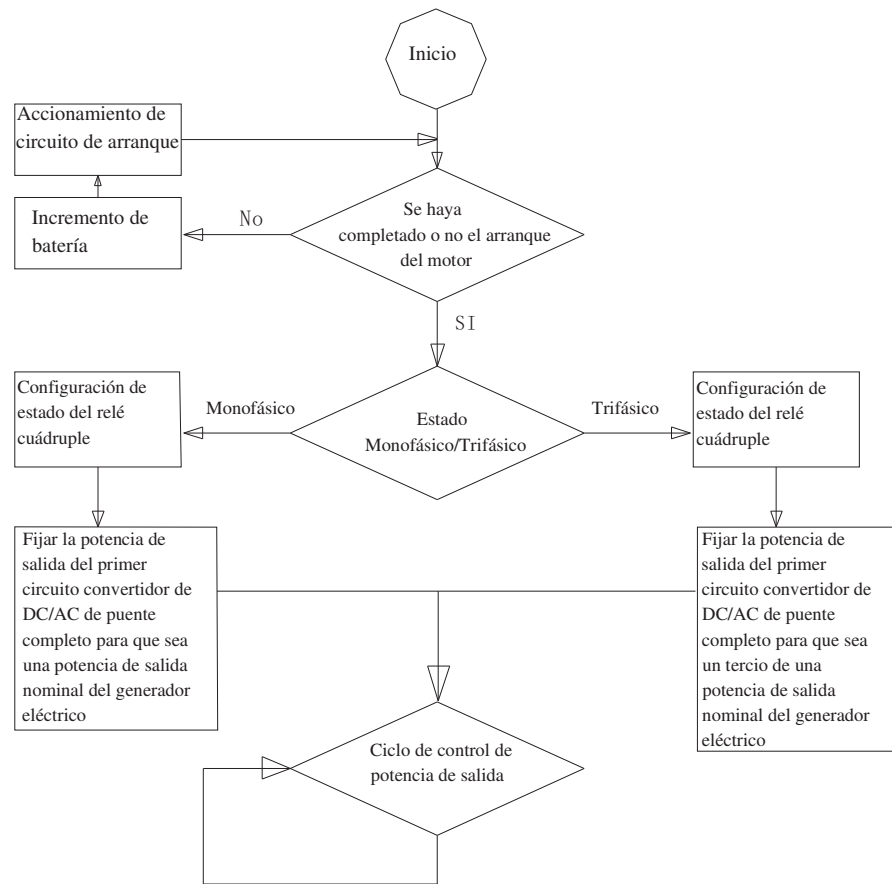 Inicio
Accionamiento de
circuito de arranque
Incremento de
batería
No
Se haya
completado o no el arranque
del motor
SI
Configuración de
estado del relé
cuádruple
Monofásico
Estado
Monofásico/Trifásico
Trifásico
Configuración de
estado del relé
cuádruple
Fijar la potencia de
salida del primer
circuito convertidor de
DC/AC de puente
completo para que sea
una potencia de salida
nominal del generador
eléctrico
Fijar la potencia de
salida del primer
circuito convertidor de
DC/AC de puente
completo para que sea
un tercio de una
potencia de salida
nominal del generador
eléctrico
Ciclo de control de
potencia de salida